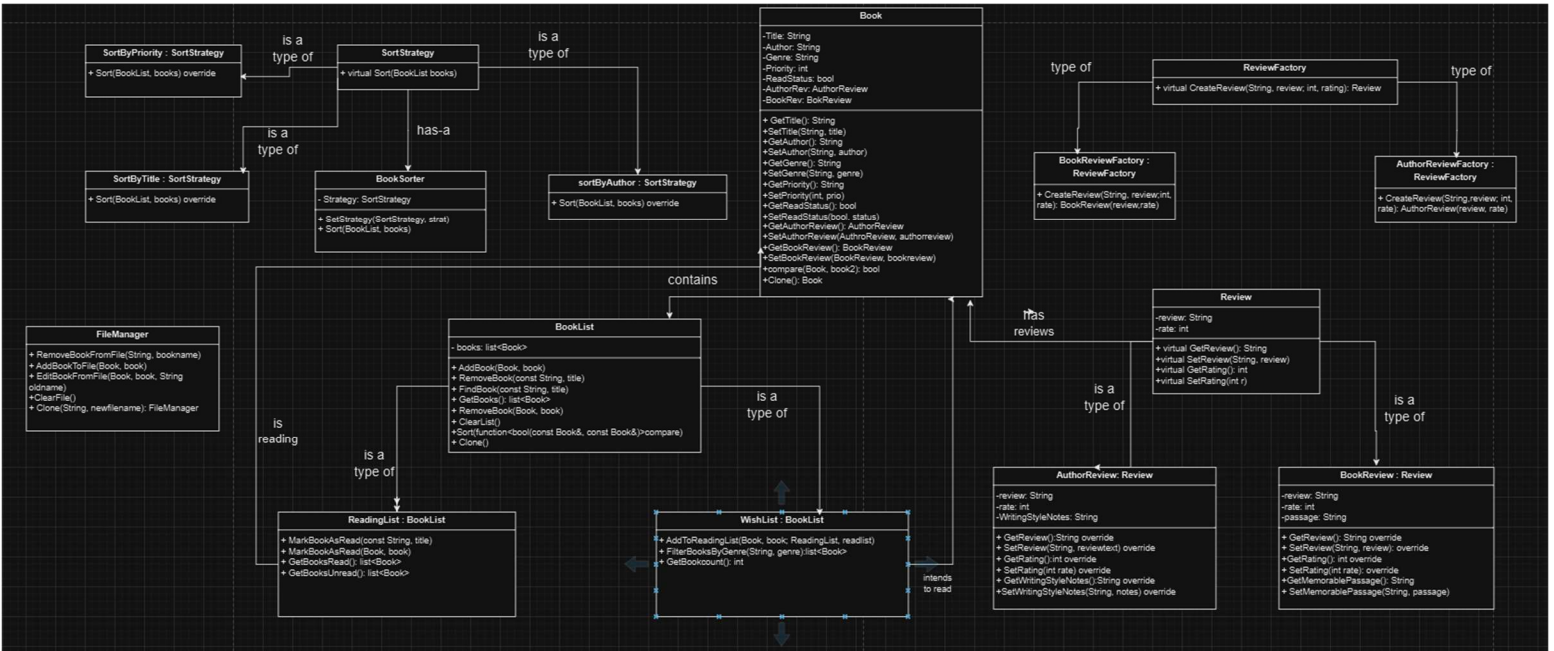 SortByPriority : SortStrategy
+ Sort(BookList, books) override
is a
type of
SortStrategy
+ virtual Sort(BookList books)
is a
type of
is a
type of
has-a
SortByTitle : SortStrategy
+ Sort(BookList, books) override
BookSorter
- Strategy: SortStrategy
+ SetStrategy(SortStrategy, strat)
+ Sort(BookList, books)
sortByAuthor : SortStrategy
+ Sort(BookList, books) override
Book
-Title: String
-Author: String
-Genre: String
-Priority: int
-ReadStatus: bool
-AuthorRev: AuthorReview
-BookRev: BokReview
+ GetTitle(): String
+SetTitle(String, title)
+GetAuthor(): String
+SetAuthor(String, author)
+GetGenre(): String
+SetGenre(String, genre)
+GetPriority(): String
+SetPriority(int, prio)
+GetReadStatus(): bool
+SetReadStatus(bool, status)
+GetAuthorReview(): AuthorReview
+SetAuthorReview(AuthroReview, authorreview)
+GetBookReview(): BookReview
+SetBookReview(BookReview, bookreview)
+compare(Book, book2): bool
+Clone(): Book
type of
ReviewFactory
+ virtual CreateReview(String, review; int, rating): Review
type of
BookReviewFactory :
ReviewFactory
+ CreateReview(String, review;int,
rate): BookReview(review,rate)
AuthorReviewFactory :
ReviewFactory
+ CreateReview(String,review; int,
rate): AuthorReview(review, rate)
contains
FileManager
+ RemoveBookFromFile(String, bookname)
+ AddBookToFile(Book, book)
+ EditBookFromFile(Book, book, String
oldname)
+ClearFile()
+ Clone(String, newfilename): FileManager
is
reading
BookList
- books: list<Book>
+ AddBook(Book, book)
+ RemoveBook(const String, title)
+ FindBook(const String, title)
+ GetBooks(): list<Book>
+ RemoveBook(Book, book)
+ ClearList()
+Sort(function<bool(const Book&, const Book&)>compare)
+ Clone()
is a
type of
is a
type of
has
reviews
Review
-review: String
-rate: int
+ virtual GetReview(): String
+virtual SetReview(String, review)
+virtual GetRating(): int
+virtual SetRating(int r)
is a
type of
is a
type of
ReadingList : BookList
+ MarkBookAsRead(const String, title)
+ MarkBookAsRead(Book, book)
+ GetBooksRead(): list<Book>
+ GetBooksUnread(): list<Book>
WishList : BookList
+ AddToReadingList(Book, book; ReadingList, readlist)
+ FilterBooksByGenre(String, genre):list<Book>
+ GetBookcount(): int
intends
to read
AuthorReview: Review
-review: String
-rate: int
-WritingStyleNotes: String
+ GetReview():String override
+ SetReview(String, reviewtext) override
+ GetRating():int override
+ SetRating(int rate) override
+ GetWritingStyleNotes():String override
+SetWritingStyleNotes(String, notes) override
BookReview : Review
-review: String
-rate: int
-passage: String
+ GetReview(): String override
+ SetReview(String, review): override
+GetRating(): int override
+ SetRating(int rate): override
+GetMemorablePassage(): String
+ SetMemorablePassage(String, passage)